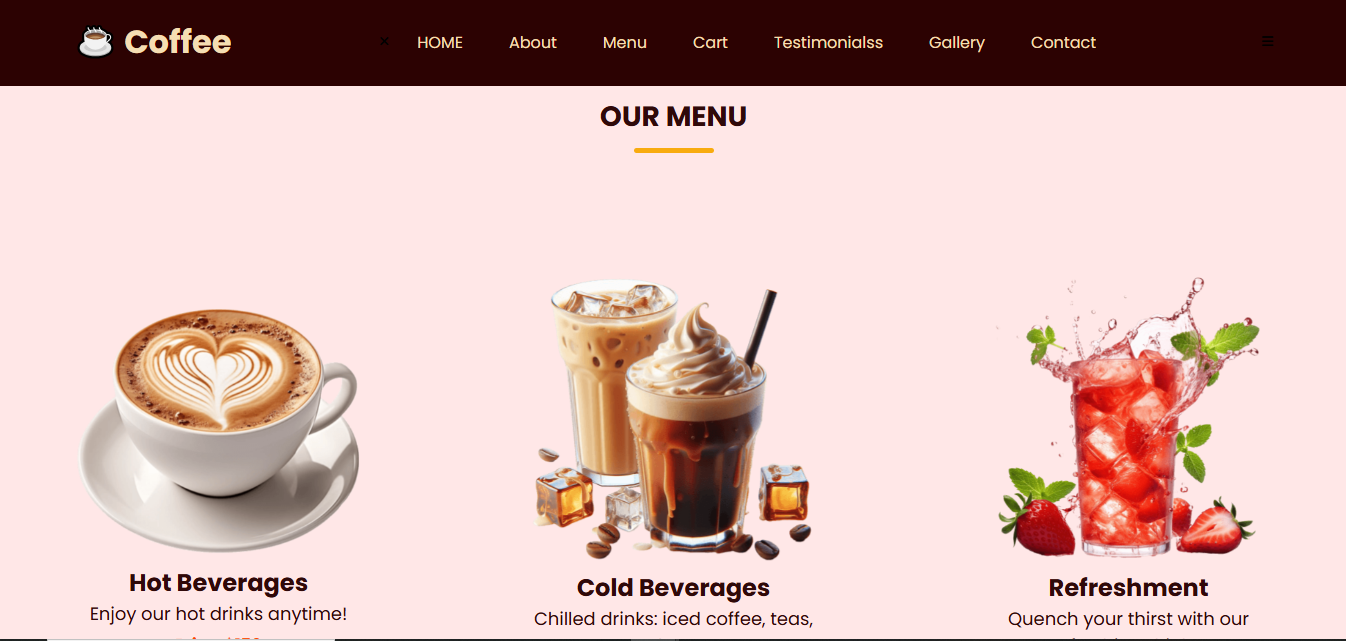 Coffee
HOME About Menu Cart Testimonialss Gallery Contact
OUR MENU
Hot Beverages
Enjoy our hot drinks anytime!
Cold Beverages
Chilled drinks: iced coffee, teas,
Refreshment
Quench your thirst with our